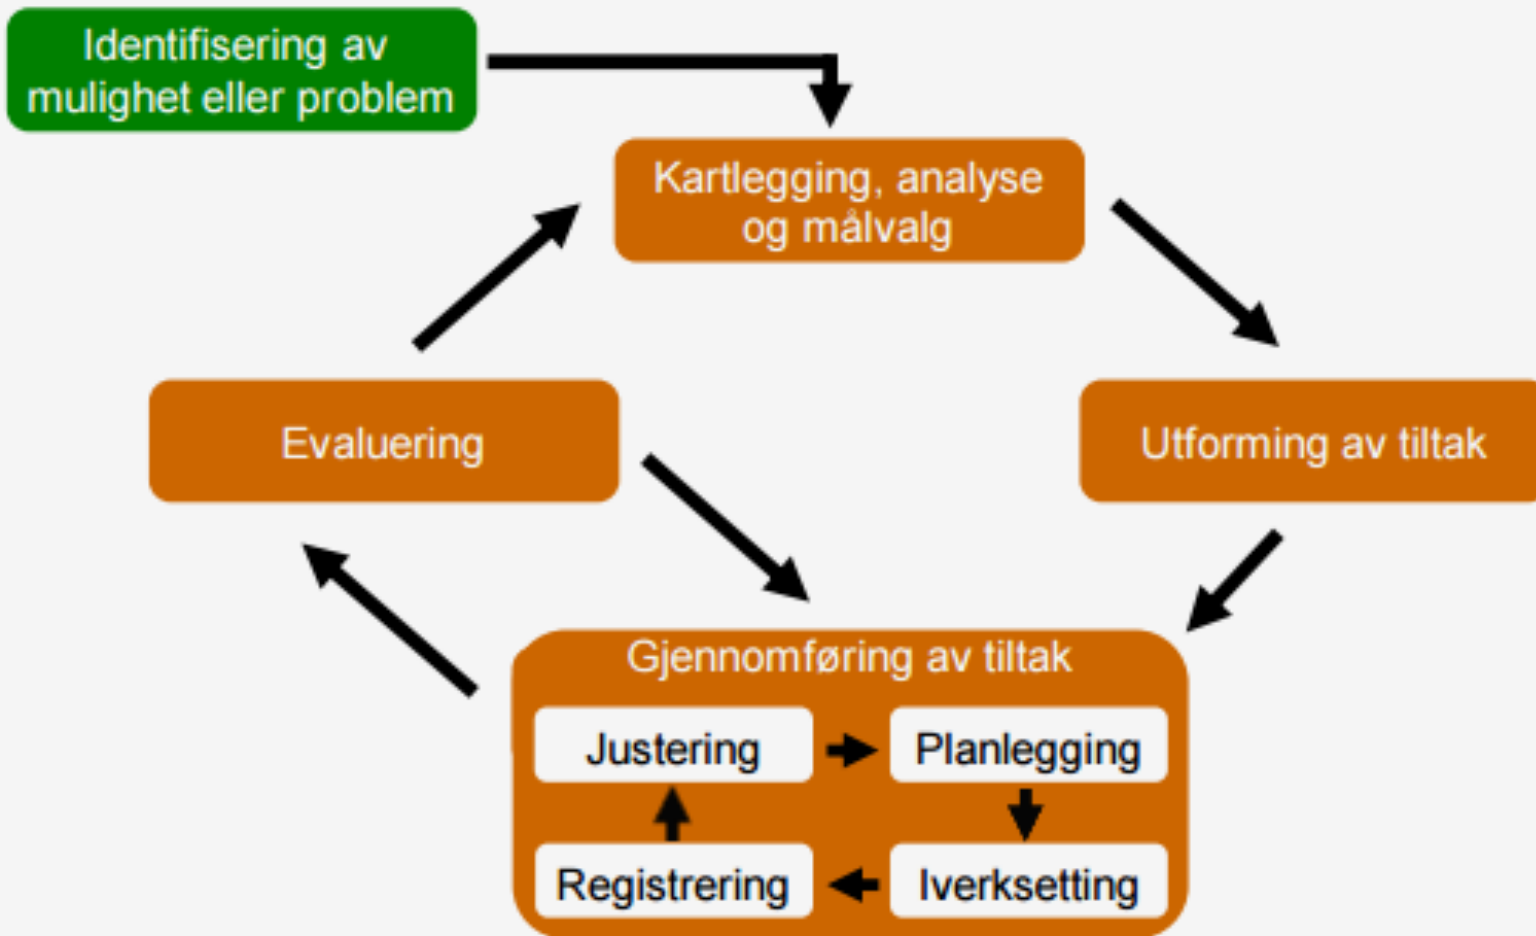 Identifisering av
mulighet eller problem
Kartlegging, analyse
og målvalg
Evaluering
Utforming av tiltak
Gjennomføring av tiltak
Justering
Planlegging
Registrering
Iverksetting